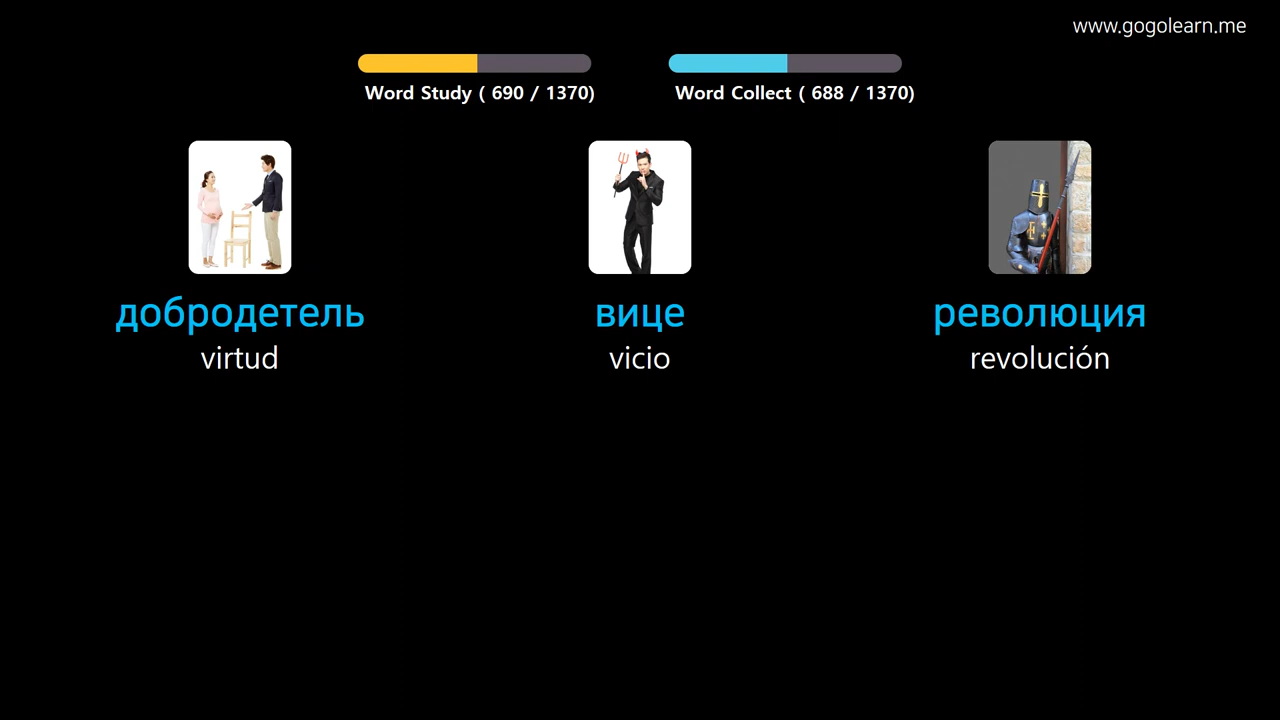 www.gogolearn.me
Word Study ( 690 / 1370)
Word Collect ( 688 / 1370)
добродетель
virtud
вице
vicio
революция
revolución